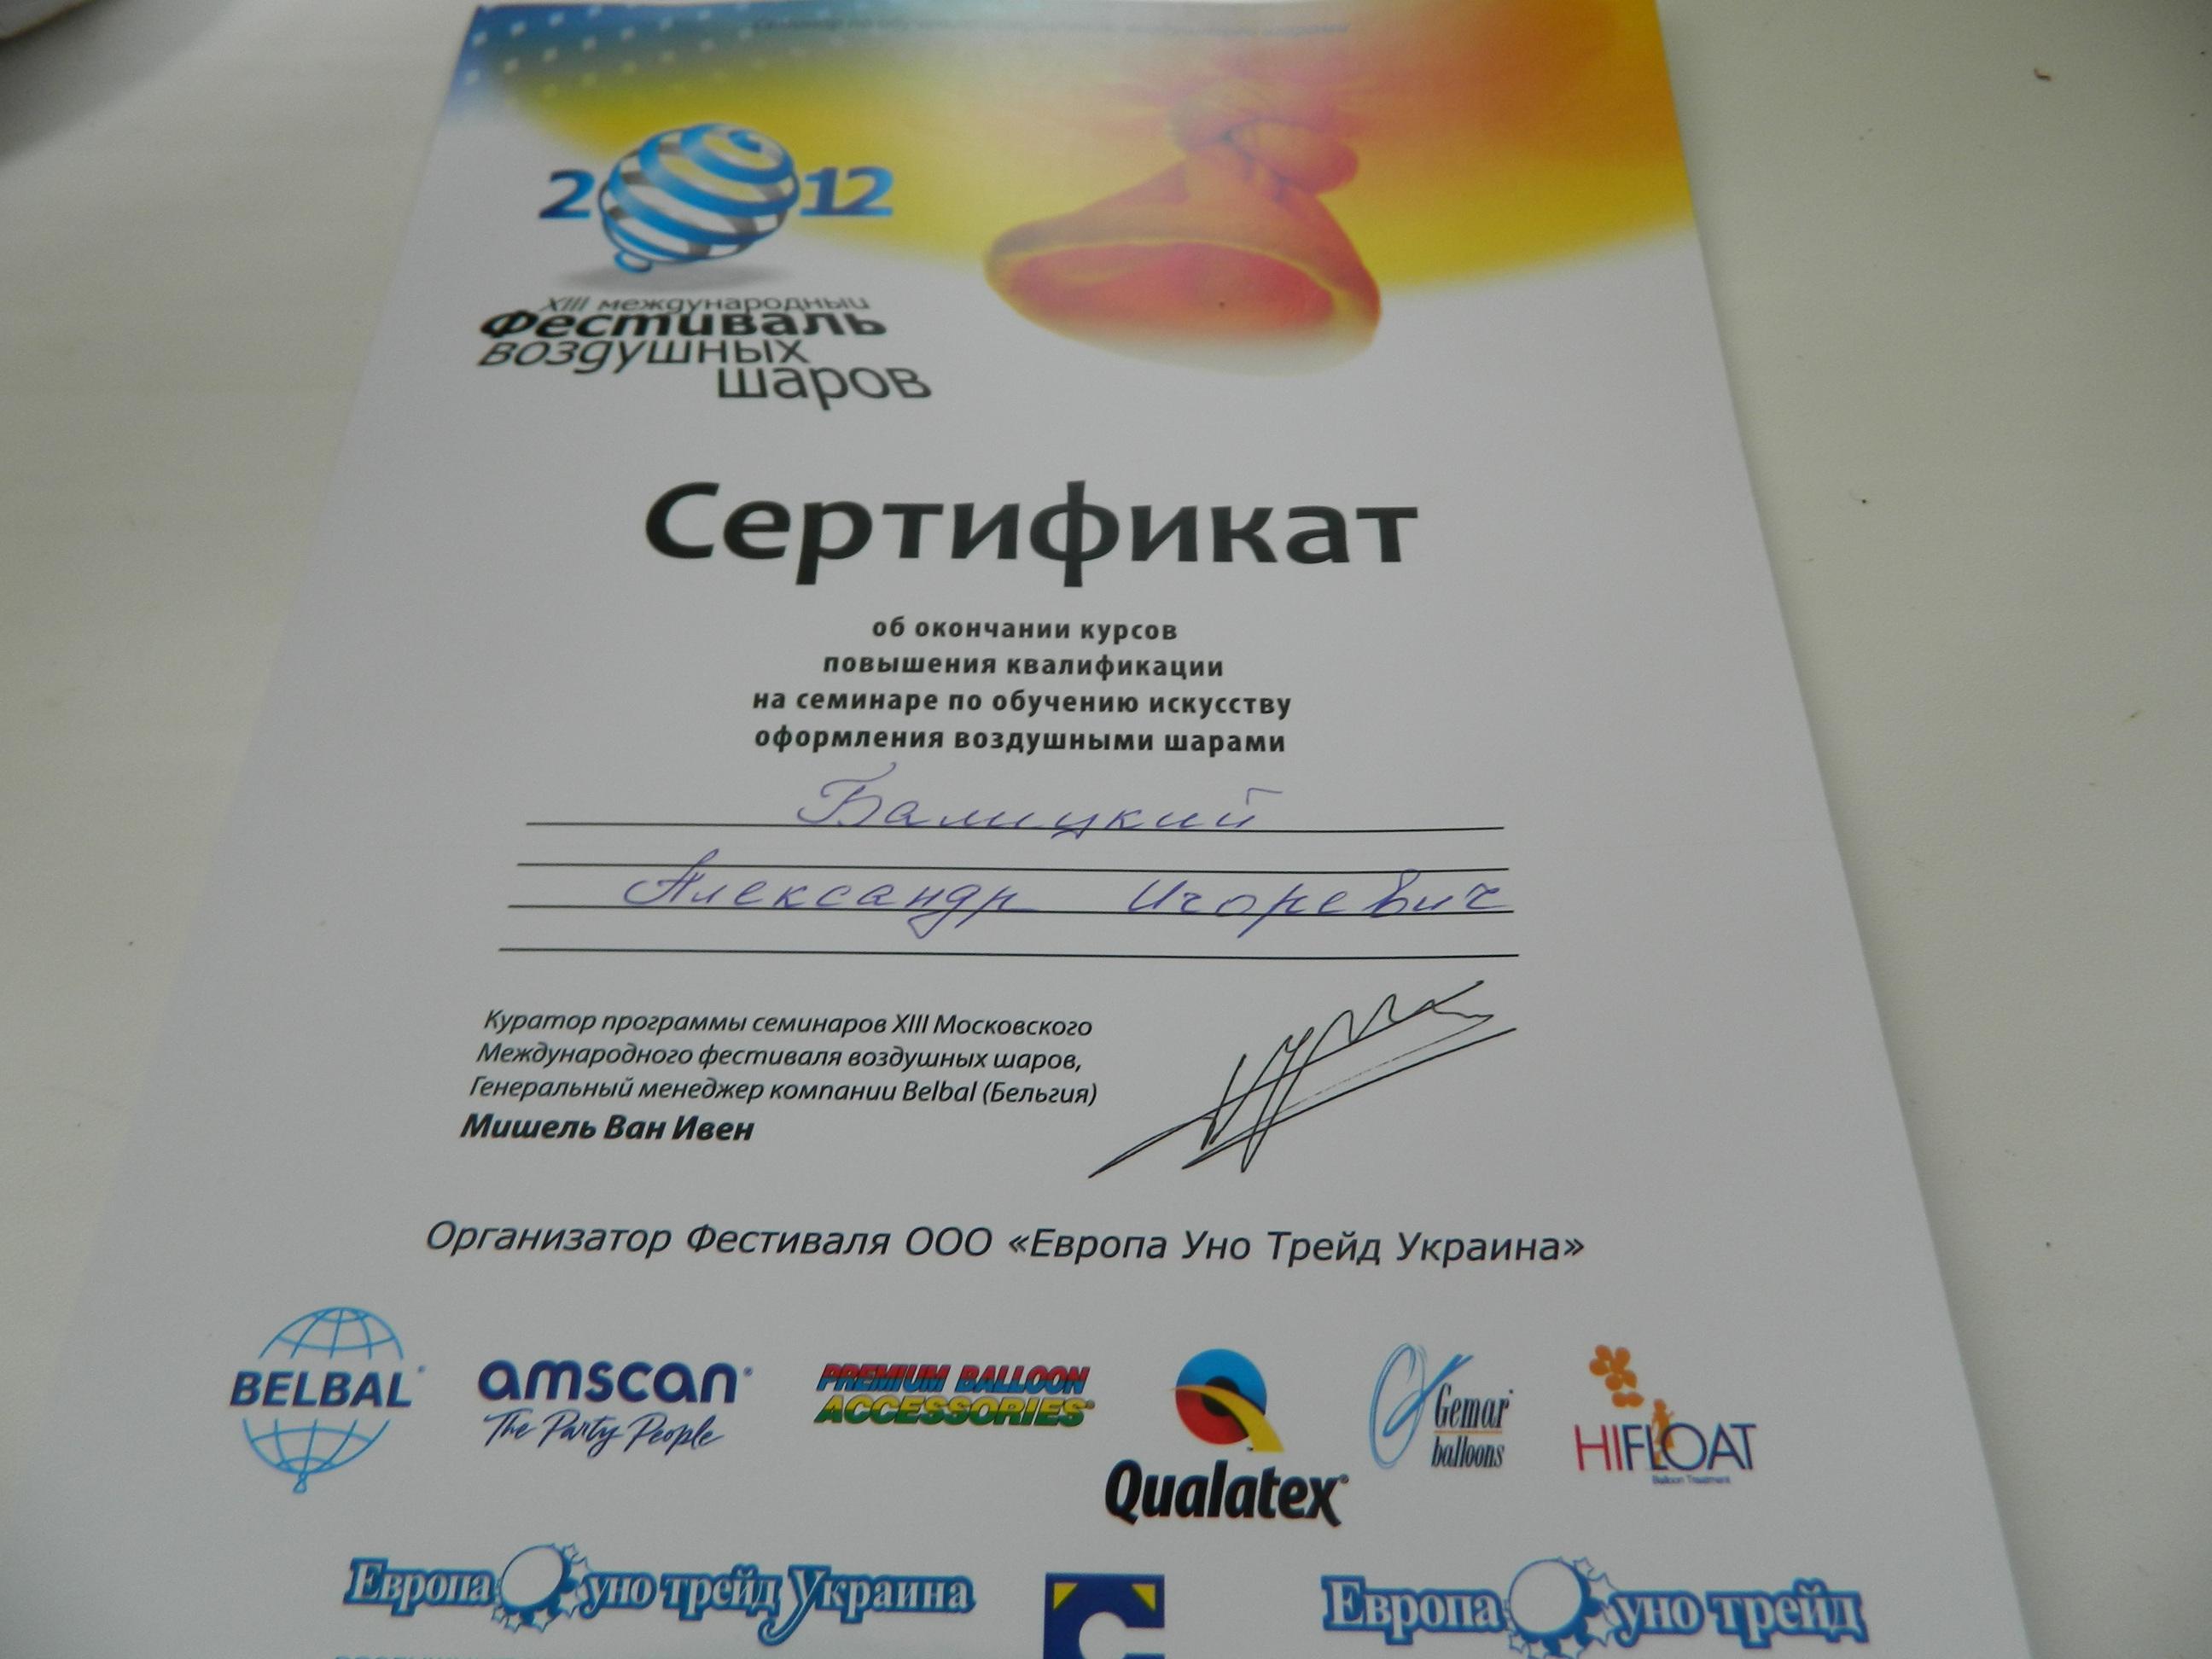 2012
XIII международный
Фестиваль
воздушных
шаров
Сертификат
об окончании курсов
повышения квалификации
на семинаре по обучению искусству
оформления воздушными шарами
Балицкий
Александр Игоревич
Куратор программы семинаров XIII Московского
Международного фестиваля воздушных шаров,
Генеральный менеджер компании Belbal (Бельгия)
Мишель Ван Ивен
Организатор Фестиваля ООО «Европа Уно Трейд Украина»
BELBAL
amscan
The Party People
PREMIUM BALLOON
ACCESSORIES
Qualatex
Gemar
balloons
HIFLOAT
Balloon Treatment
Европа уно трейд Украина
Европа уно трейд